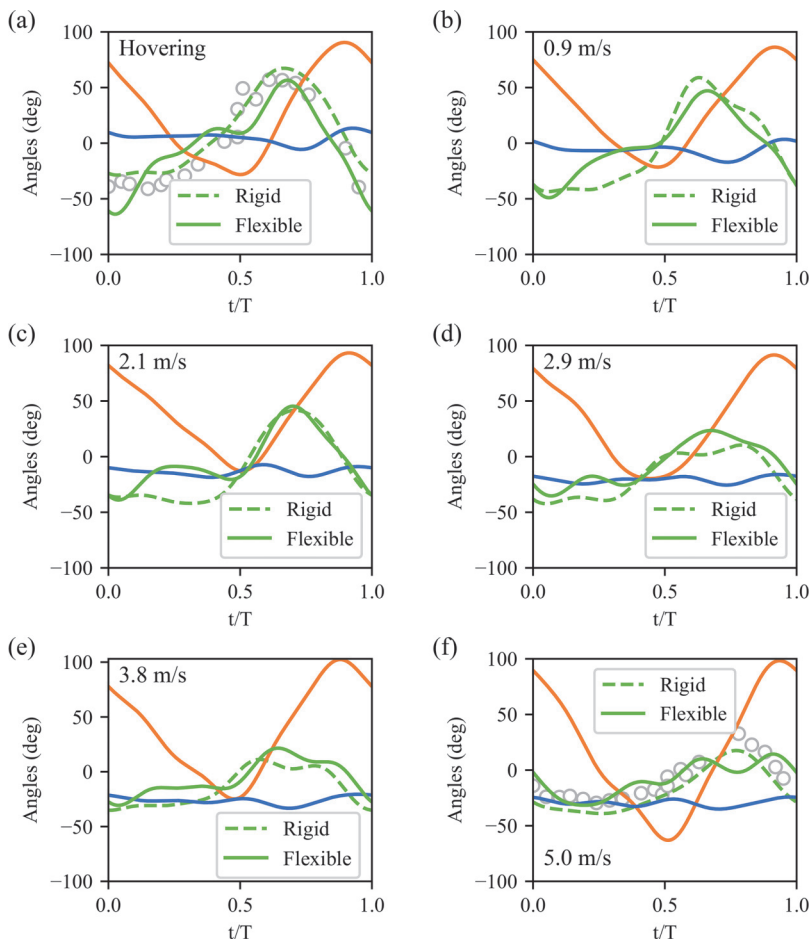 (a)
100
Hovering
50
0
−50
−100
Angles (deg)
Rigid
Flexible
0.0
0.5
1.0
t/T
(b)
100
0.9 m/s
50
0
−50
−100
Angles (deg)
Rigid
Flexible
0.0
0.5
1.0
t/T
(c)
100
2.1 m/s
50
0
−50
−100
Angles (deg)
Rigid
Flexible
0.0
0.5
1.0
t/T
(d)
100
2.9 m/s
50
0
−50
−100
Angles (deg)
Rigid
Flexible
0.0
0.5
1.0
t/T
(e)
100
3.8 m/s
50
0
−50
−100
Angles (deg)
Rigid
Flexible
0.0
0.5
1.0
t/T
(f)
100
50
0
−50
−100
Angles (deg)
Rigid
Flexible
5.0 m/s
0.0
0.5
1.0
t/T